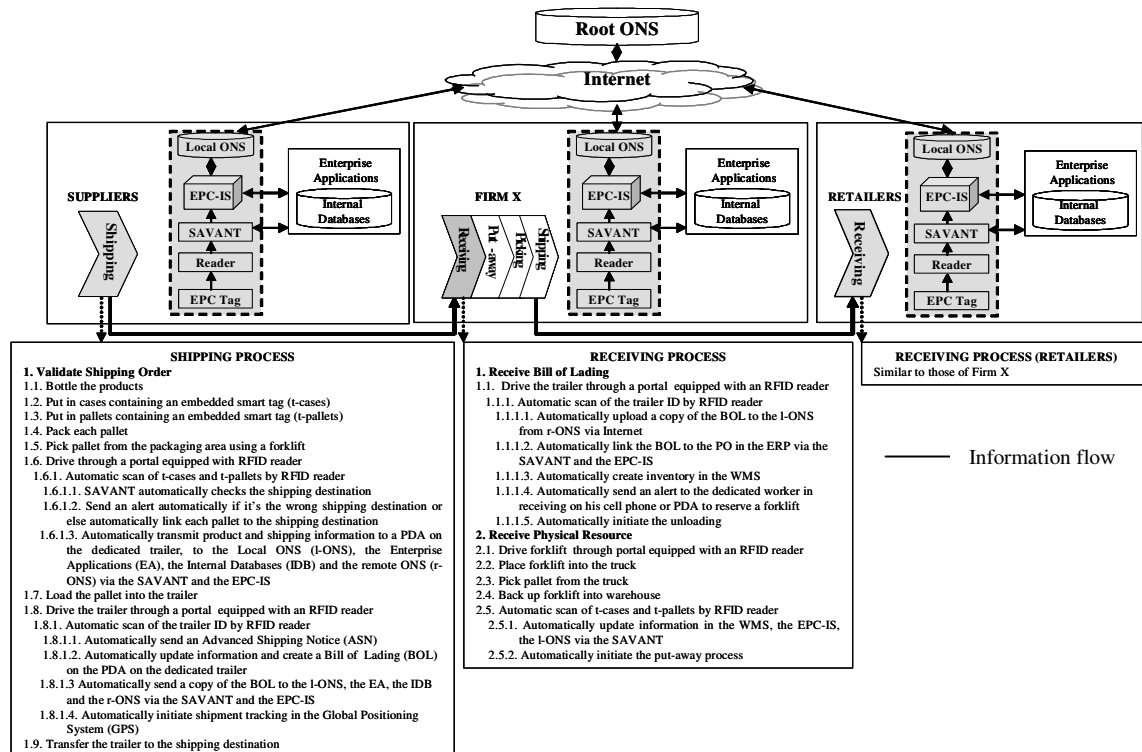 Root ONS
Internet
SUPPLIERS
Shipping
Local ONS
EPC-IS
SAVANT
Reader
EPC Tag
Enterprise
Applications
Internal
Databases
FIRM X
Receiving
Put -away
Picking
Shipping
Local ONS
EPC-IS
SAVANT
Reader
EPC Tag
Enterprise
Applications
Internal
Databases
RETAILERS
Receiving
Local ONS
EPC-IS
SAVANT
Reader
EPC Tag
Enterprise
Applications
Internal
Databases
SHIPPING PROCESS
1. Validate Shipping Order
1.1. Bottle the products
1.2. Put in cases containing an embedded smart tag (t-cases)
1.3. Put in pallets containing an embedded smart tag (t-pallets)
1.4. Pack each pallet
1.5. Pick pallet from the packaging area using a forklift
1.6. Drive through a portal equipped with RFID reader
1.6.1. Automatic scan of t-cases and t-pallets by RFID reader
1.6.1.1. SAVANT automatically checks the shipping destination
1.6.1.2. Send an alert automatically if it's the wrong shipping destination or
else automatically link each pallet to the shipping destination
1.6.1.3. Automatically transmit product and shipping information to a PDA on
the dedicated trailer, to the Local ONS (l-ONS), the Enterprise
Applications (EA), the Internal Databases (IDB) and the remote ONS (r-
ONS) via the SAVANT and the EPC-IS
1.7. Load the pallet into the trailer
1.8. Drive the trailer through a portal equipped with an RFID reader
1.8.1. Automatic scan of the trailer ID by RFID reader
1.8.1.1. Automatically send an Advanced Shipping Notice (ASN)
1.8.1.2. Automatically update information and create a Bill of Lading (BOL)
on the PDA on the dedicated trailer
1.8.1.3 Automatically send a copy of the BOL to the l-ONS, the EA, the IDB
and the r-ONS via the SAVANT and the EPC-IS
1.8.1.4. Automatically initiate shipment tracking in the Global Positioning
System (GPS)
1.9. Transfer the trailer to the shipping destination
RECEIVING PROCESS
1. Receive Bill of Lading
1.1. Drive the trailer through a portal equipped with an RFID reader
1.1.1. Automatic scan of the trailer ID by RFID reader
1.1.1.1. Automatically upload a copy of the BOL to the l-ONS
from r-ONS via Internet
1.1.1.2. Automatically link the BOL to the PO in the ERP via the
SAVANT and the EPC-IS
1.1.1.3. Automatically create inventory in the WMS
1.1.1.4. Automatically send an alert to the dedicated worker in
receiving on his cell phone or PDA to reserve a forklift
1.1.1.5. Automatically initiate the unloading
2. Receive Physical Resource
2.1. Drive forklift through portal equipped with an RFID reader
2.2. Place forklift into the truck
2.3. Pick pallet from the truck
2.4. Back up forklift into warehouse
2.5. Automatic scan of t-cases and t-pallets by RFID reader
2.5.1. Automatically update information in the WMS, the EPC-IS,
the l-ONS via the SAVANT
2.5.2. Automatically initiate the put-away process
RECEIVING PROCESS (RETAILERS)
Similar to those of Firm X
Information flow